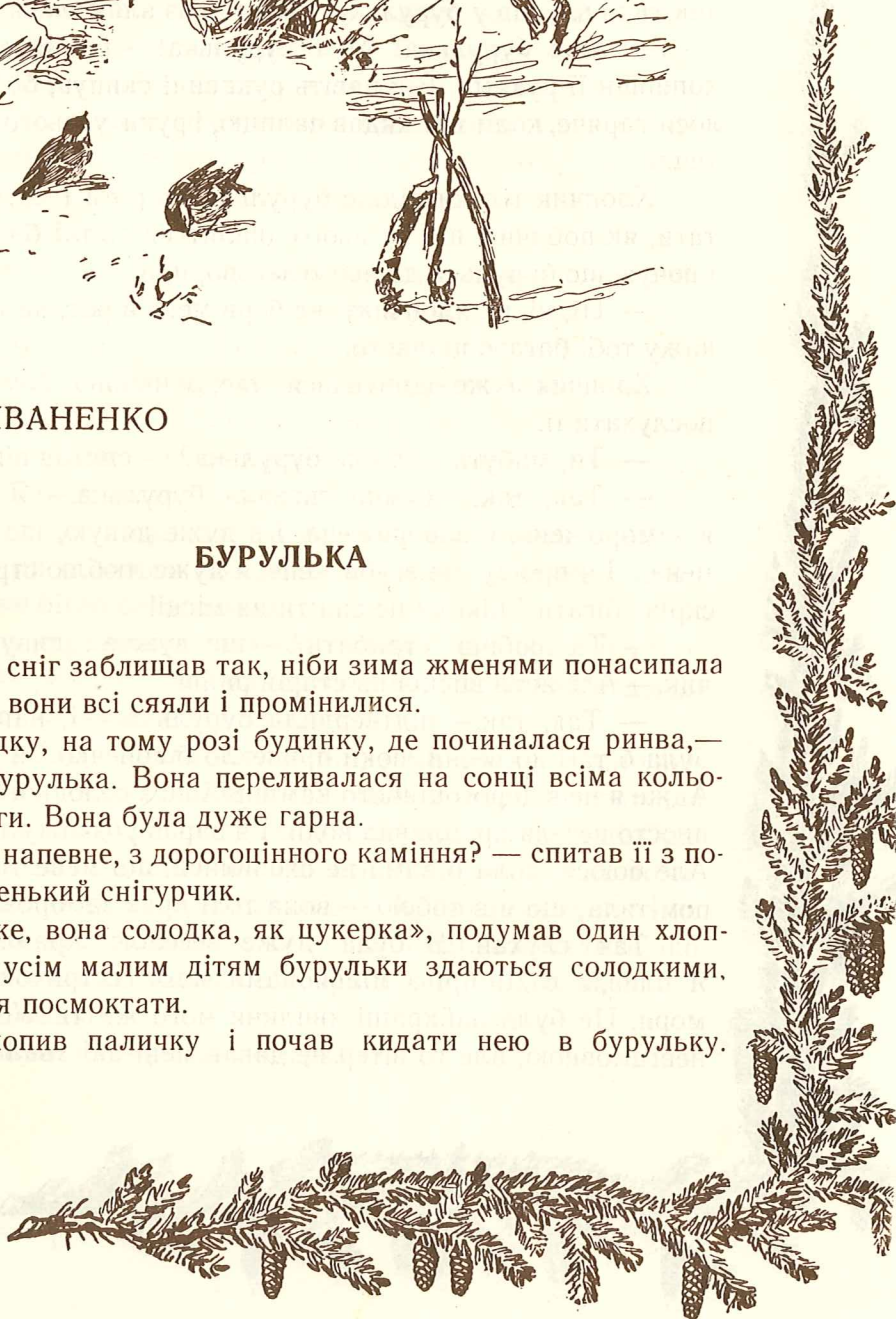 ВАНЕНКО
БУРУЛЬКА
сніг заблищав так, ніби зима жменями понасипала
вони всі сяяли і промінилися.
дку, на тому розі будинку, де починалася ринва,—
урулька. Вона переливалася на сонці всіма кольо-
ги. Вона була дуже гарна.
напевне, з дорогоцінного каміння? — спитав її з по-
енький снігурчик.
же, вона солодка, як цукерка», подумав один хлоп-
усім малим дітям бурульки здаються солодкими,
я посмоктати.
опив паличку і почав кидати нею в бурульку.